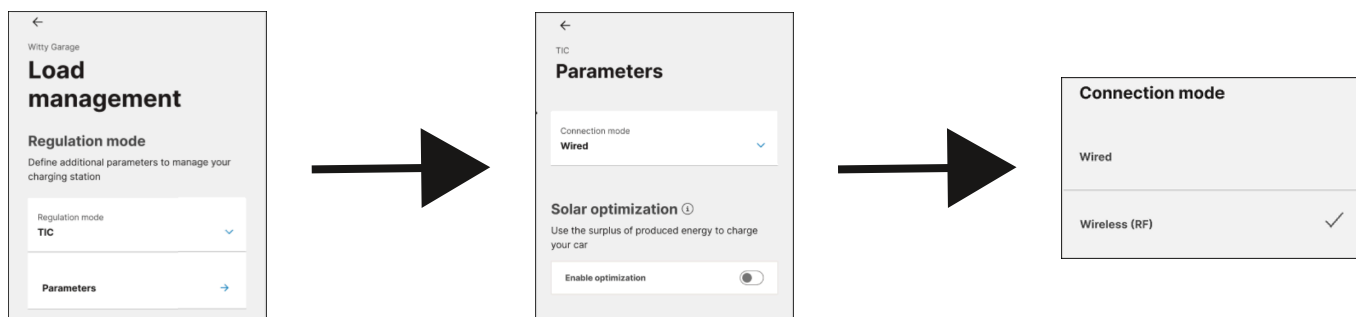 Witty Garage
Load
management
Regulation mode
Define additional parameters to manage your
charging station
Regulation mode
TIC
Parameters
TIC
Parameters
Connection mode
Wired
Solar optimization
Use the surplus of produced energy to charge
your car
Enable optimization
Connection mode
Wired
Wireless (RF)